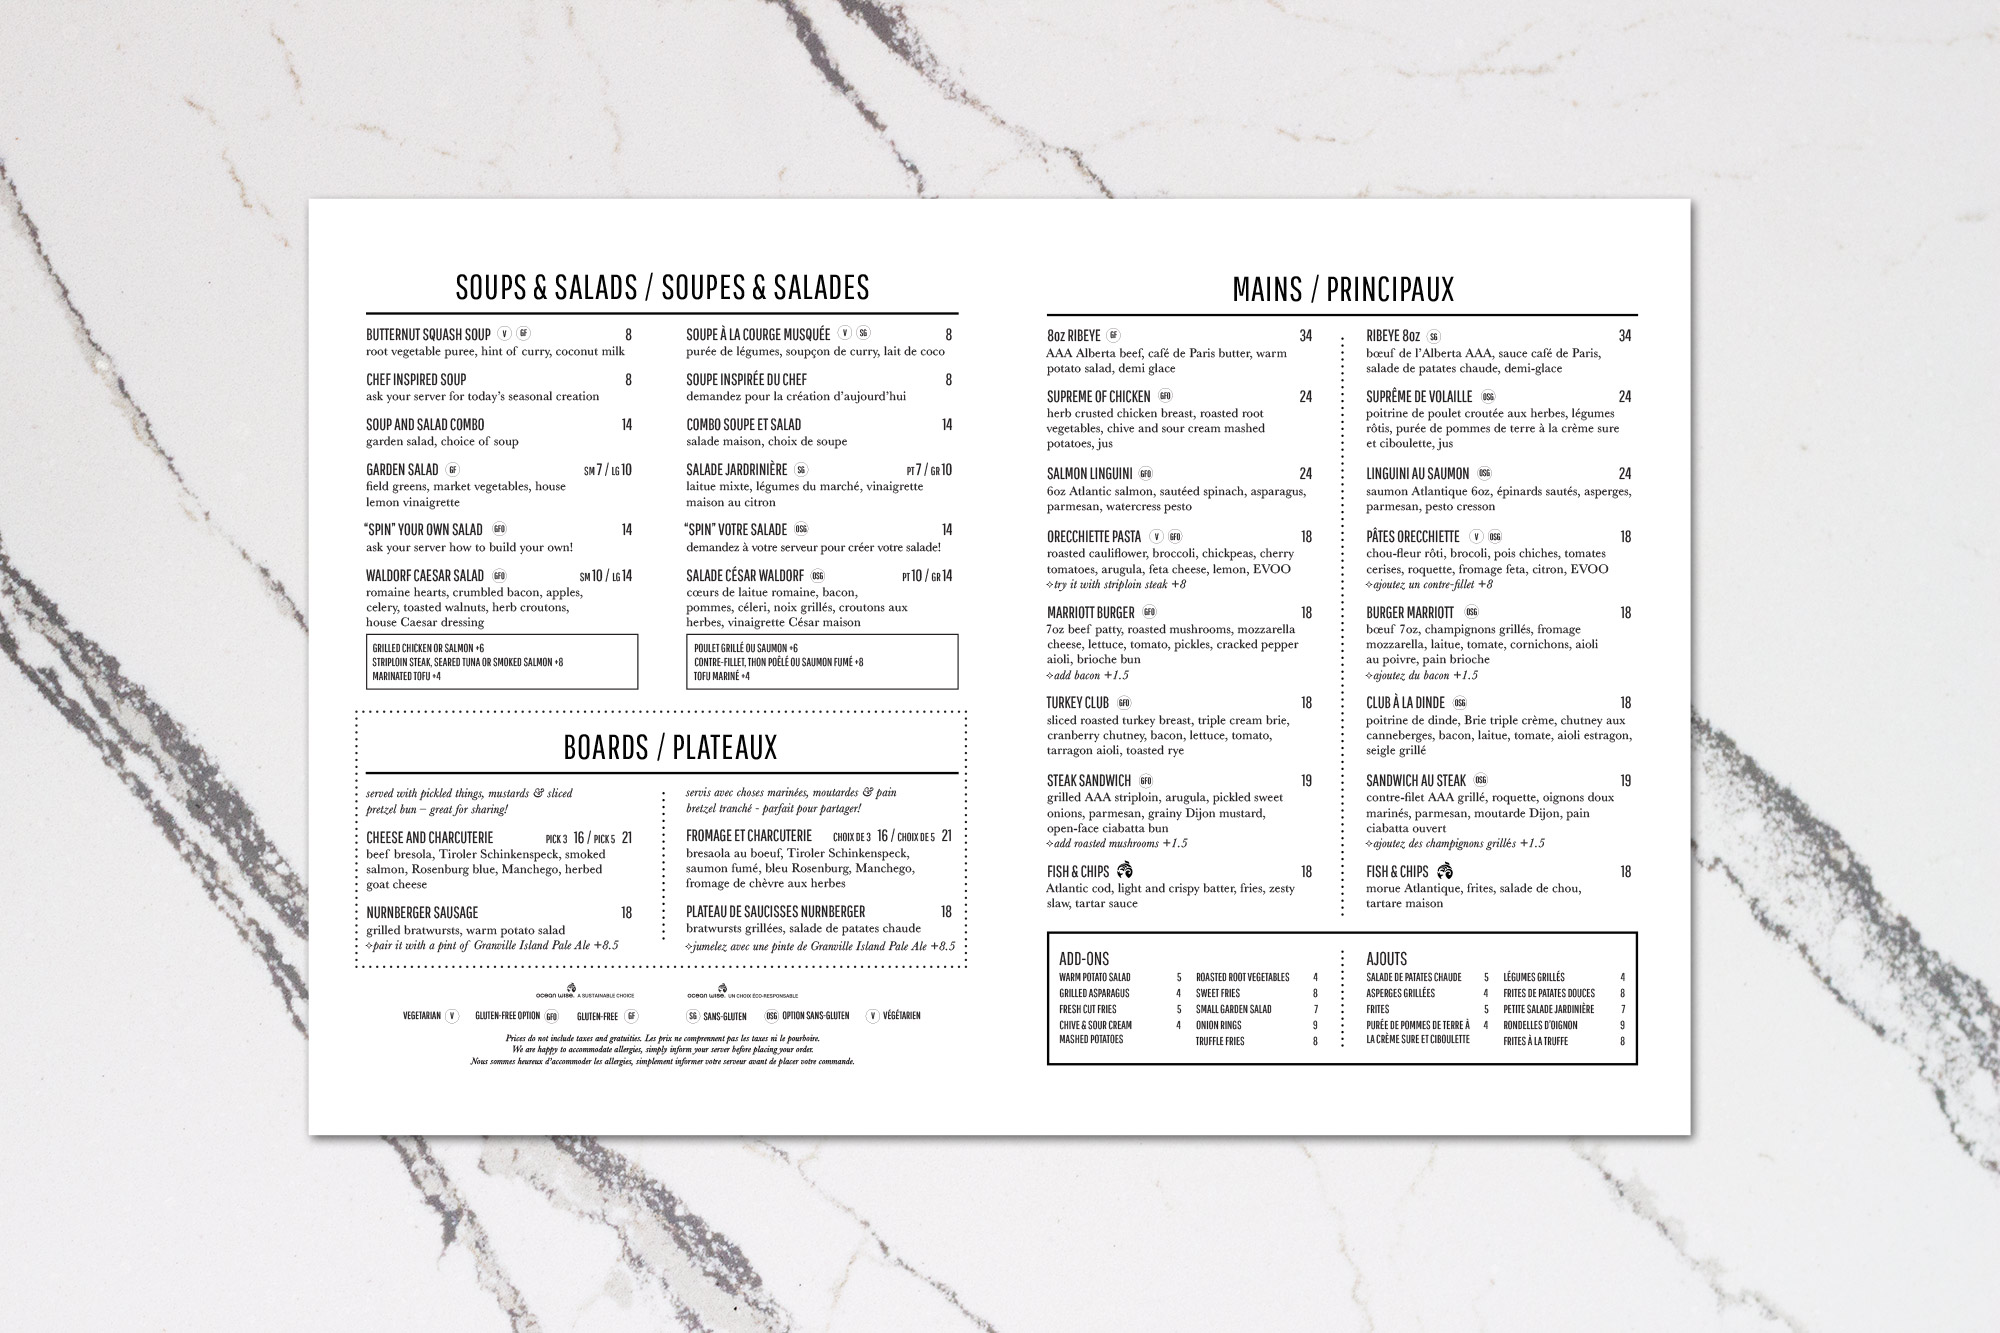 SOUPS & SALADS / SOUPES & SALADES
BUTTERNUT SQUASH SOUP V GF 8
root vegetable puree, hint of curry, coconut milk
CHEF INSPIRED SOUP 8
ask your server for today's seasonal creation
SOUP AND SALAD COMBO 14
garden salad, choice of soup
GARDEN SALAD GF SM 7 / LG 10
field greens, market vegetables, house
lemon vinaigrette
"SPIN" YOUR OWN SALAD GFO 14
ask your server how to build your own!
WALDORF CAESAR SALAD GFO SM 10 / LG 14
romaine hearts, crumbled bacon, apples,
celery, toasted walnuts, herb croutons,
house Caesar dressing
GRILLED CHICKEN OR SALMON +6
STRIPLOIN STEAK, SEARED TUNA OR SMOKED SALMON +8
MARINATED TOFU +4
SOUPE À LA COURGE MUSQUÉE V SG 8
purée de légumes, soupçon de curry, lait de coco
SOUPE INSPIRÉE DU CHEF 8
demandez pour la création d'aujourd'hui
COMBO SOUPE ET SALAD 14
salade maison, choix de soupe
SALADE JARDRINIÈRE SG PT 7 / GR 10
laitue mixte, légumes du marché, vinaigrette
maison au citron
"SPIN" VOTRE SALADE OSG 14
demandez à votre serveur pour créer votre salade!
SALADE CÉSAR WALDORF OSG PT 10 / GR 14
cœurs de laitue romaine, bacon,
pommes, céleri, noix grillés, croutons aux
herbes, vinaigrette César maison
POULET GRILLÉ OU SAUMON +6
CONTRE-FILLET, THON POÊLÉ OU SAUMON FUMÉ +8
TOFU MARINÉ +4
BOARDS / PLATEAUX
served with pickled things, mustards & sliced
pretzel bun – great for sharing!
CHEESE AND CHARCUTERIE PICK 3 16 / PICK 5 21
beef bresola, Tiroler Schinkenspeck, smoked
salmon, Rosenburg blue, Manchego, herbed
goat cheese
NURNBERGER SAUSAGE 18
grilled bratwursts, warm potato salad
✧pair it with a pint of Granville Island Pale Ale +8.5
servis avec choses marinées, moutardes & pain
bretzel tranché - parfait pour partager!
FROMAGE ET CHARCUTERIE CHOIX DE 3 16 / CHOIX DE 5 21
bresaola au boeuf, Tiroler Schinkenspeck,
saumon fumé, bleu Rosenburg, Manchego,
fromage de chèvre aux herbes
PLATEAU DE SAUCISSES NURNBERGER 18
bratwursts grillées, salade de patates chaude
✧jumelez avec une pinte de Granville Island Pale Ale +8.5
ocean wise. A SUSTAINABLE CHOICE
ocean wise. UN CHOIX ÉCO-RESPONSABLE
VEGETARIAN V GLUTEN-FREE OPTION GFO GLUTEN-FREE GF
SG SANS-GLUTEN OSG OPTION SANS-GLUTEN V VÉGÉTARIEN
Prices do not include taxes and gratuities. Les prix ne comprennent pas les taxes ni le pourboire.
We are happy to accommodate allergies, simply inform your server before placing your order.
Nous sommes heureux d'accommoder les allergies, simplement informer votre serveur avant de placer votre commande.
MAINS / PRINCIPAUX
8oz RIBEYE GF 34
AAA Alberta beef, café de Paris butter, warm
potato salad, demi glace
SUPREME OF CHICKEN GFO 24
herb crusted chicken breast, roasted root
vegetables, chive and sour cream mashed
potatoes, jus
SALMON LINGUINI GFO 24
6oz Atlantic salmon, sautéed spinach, asparagus,
parmesan, watercress pesto
ORECCHIETTE PASTA V GFO 18
roasted cauliflower, broccoli, chickpeas, cherry
tomatoes, arugula, feta cheese, lemon, EVOO
✧try it with striploin steak +8
MARRIOTT BURGER GFO 18
7oz beef patty, roasted mushrooms, mozzarella
cheese, lettuce, tomato, pickles, cracked pepper
aioli, brioche bun
✧add bacon +1.5
TURKEY CLUB GFO 18
sliced roasted turkey breast, triple cream brie,
cranberry chutney, bacon, lettuce, tomato,
tarragon aioli, toasted rye
STEAK SANDWICH GFO 19
grilled AAA striploin, arugula, pickled sweet
onions, parmesan, grainy Dijon mustard,
open-face ciabatta bun
✧add roasted mushrooms +1.5
FISH & CHIPS 18
Atlantic cod, light and crispy batter, fries, zesty
slaw, tartar sauce
RIBEYE 8oz SG 34
bœuf de l'Alberta AAA, sauce café de Paris,
salade de patates chaude, demi-glace
SUPRÊME DE VOLAILLE OSG 24
poitrine de poulet croutée aux herbes, légumes
rôtis, purée de pommes de terre à la crème sure
et ciboulette, jus
LINGUINI AU SAUMON OSG 24
saumon Atlantique 6oz, épinards sautés, asperges,
parmesan, pesto cresson
PÂTES ORECCHIETTE V OSG 18
chou-fleur rôti, brocoli, pois chiches, tomates
cerises, roquette, fromage feta, citron, EVOO
✧ajoutez un contre-fillet +8
BURGER MARRIOTT OSG 18
bœuf 7oz, champignons grillés, fromage
mozzarella, laitue, tomate, cornichons, aioli
au poivre, pain brioche
✧ajoutez du bacon +1.5
CLUB À LA DINDE OSG 18
poitrine de dinde, Brie triple crème, chutney aux
canneberges, bacon, laitue, tomate, aioli estragon,
seigle grillé
SANDWICH AU STEAK OSG 19
contre-filet AAA grillé, roquette, oignons doux
marinés, parmesan, moutarde Dijon, pain
ciabatta ouvert
✧ajoutez des champignons grillés +1.5
FISH & CHIPS 18
morue Atlantique, frites, salade de chou,
tartare maison
ADD-ONS
WARM POTATO SALAD 5
GRILLED ASPARAGUS 4
FRESH CUT FRIES 5
CHIVE & SOUR CREAM 4
MASHED POTATOES
ROASTED ROOT VEGETABLES 4
SWEET FRIES 8
SMALL GARDEN SALAD 7
ONION RINGS 9
TRUFFLE FRIES 8
AJOUTS
SALADE DE PATATES CHAUDE 5
ASPERGES GRILLÉES 4
FRITES 5
PURÉE DE POMMES DE TERRE À 4
LA CRÈME SURE ET CIBOULETTE
LÉGUMES GRILLÉS 4
FRITES DE PATATES DOUCES 8
PETITE SALADE JARDINIÈRE 7
RONDELLES D'OIGNON 9
FRITES À LA TRUFFE 8